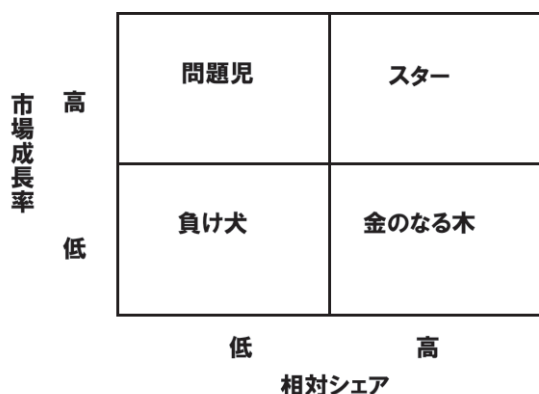 問題児
スター
市場成長率
高
負け犬
金のなる木
低
低
高
相対シェア